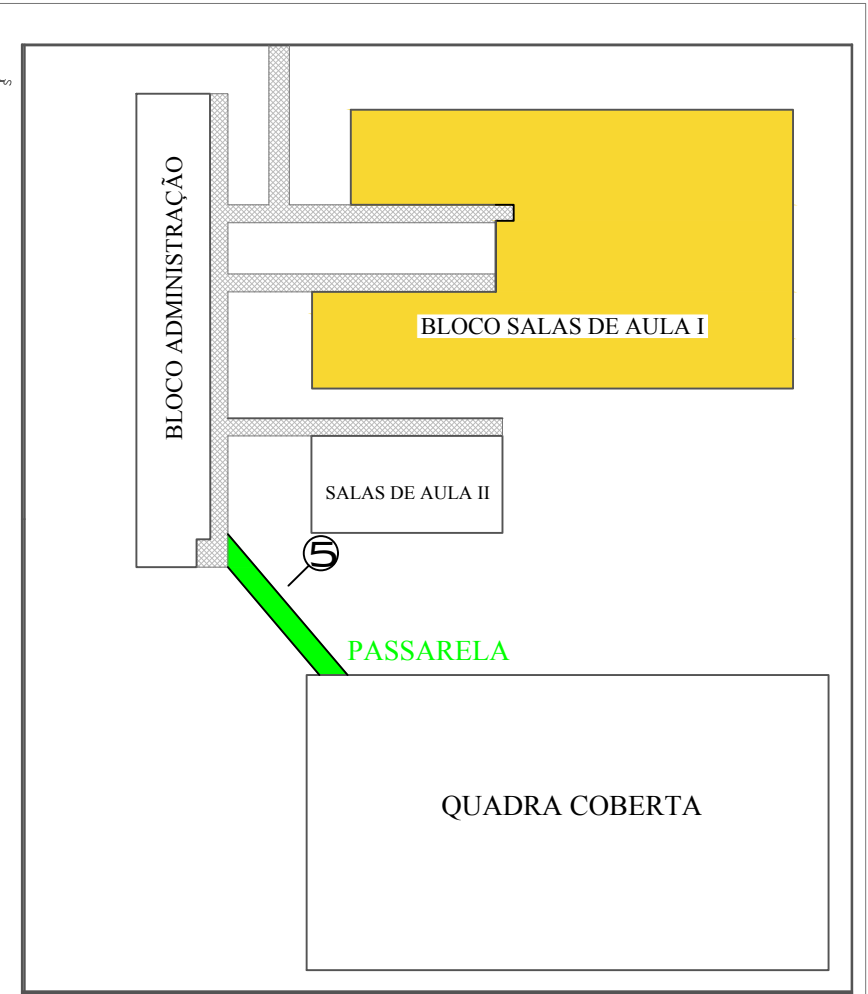 BLOCO ADMINISTRAÇÃO
BLOCO SALAS DE AULA I
SALAS DE AULA II
5
PASSARELA
QUADRA COBERTA